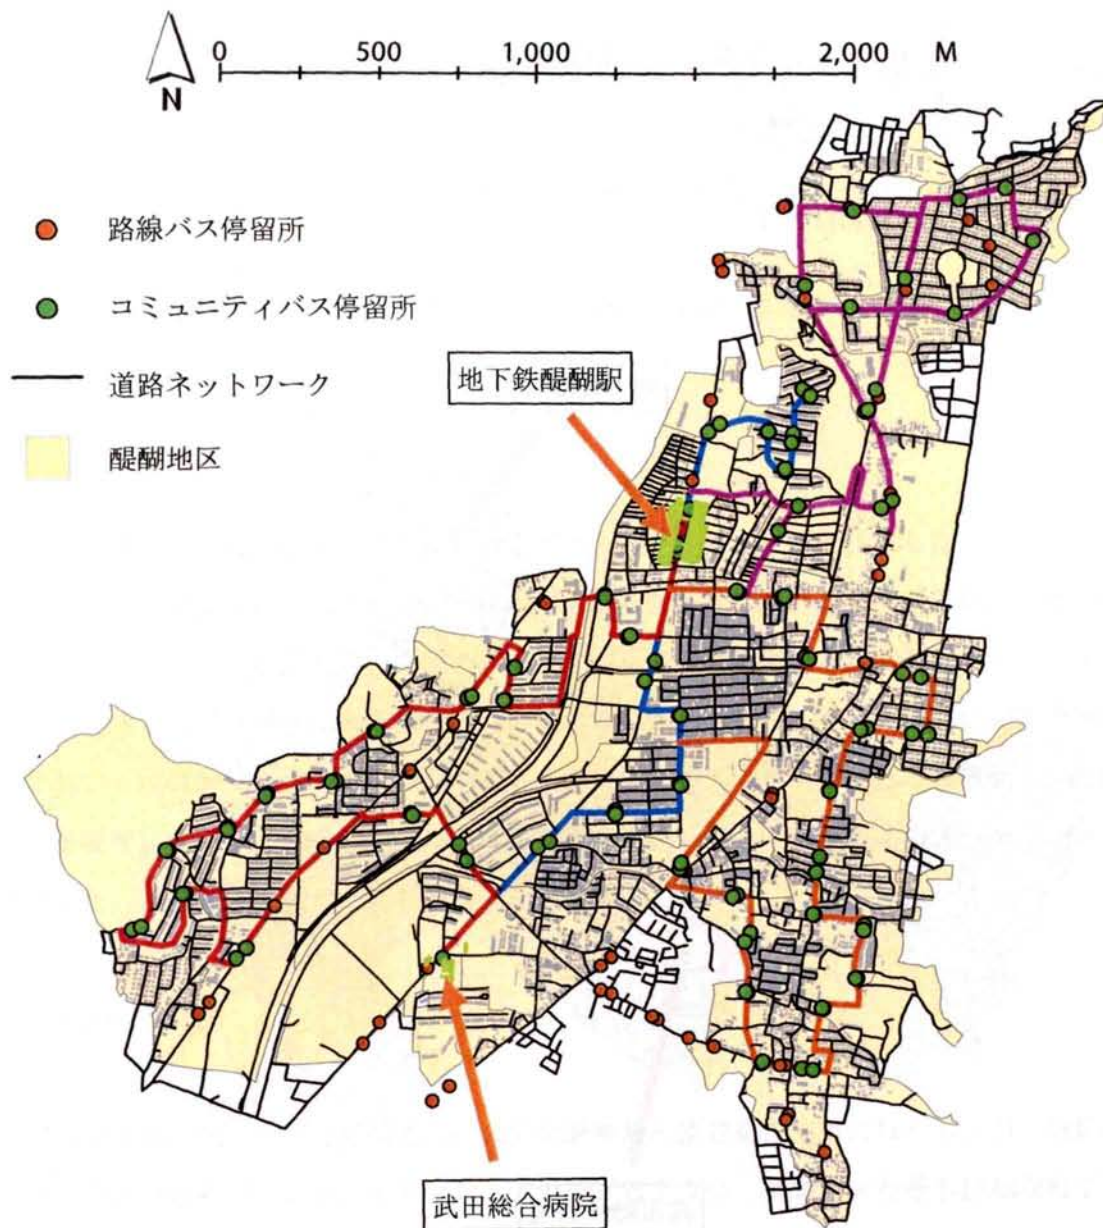 0 500 1,000 2,000 M
N
路線バス停留所
コミュニティバス停留所
道路ネットワーク
醍醐地区
地下鉄醍醐駅
武田総合病院